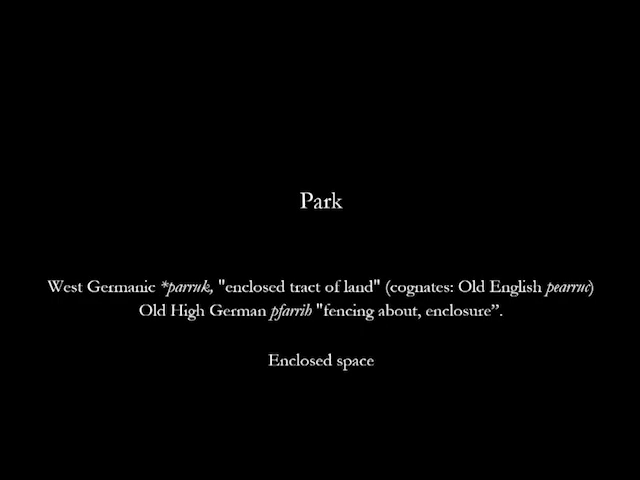 Park
West Germanic *parruk, "enclosed tract of land" (cognates: Old English pearruc)
Old High German pfarrih "fencing about, enclosure”.
Enclosed space